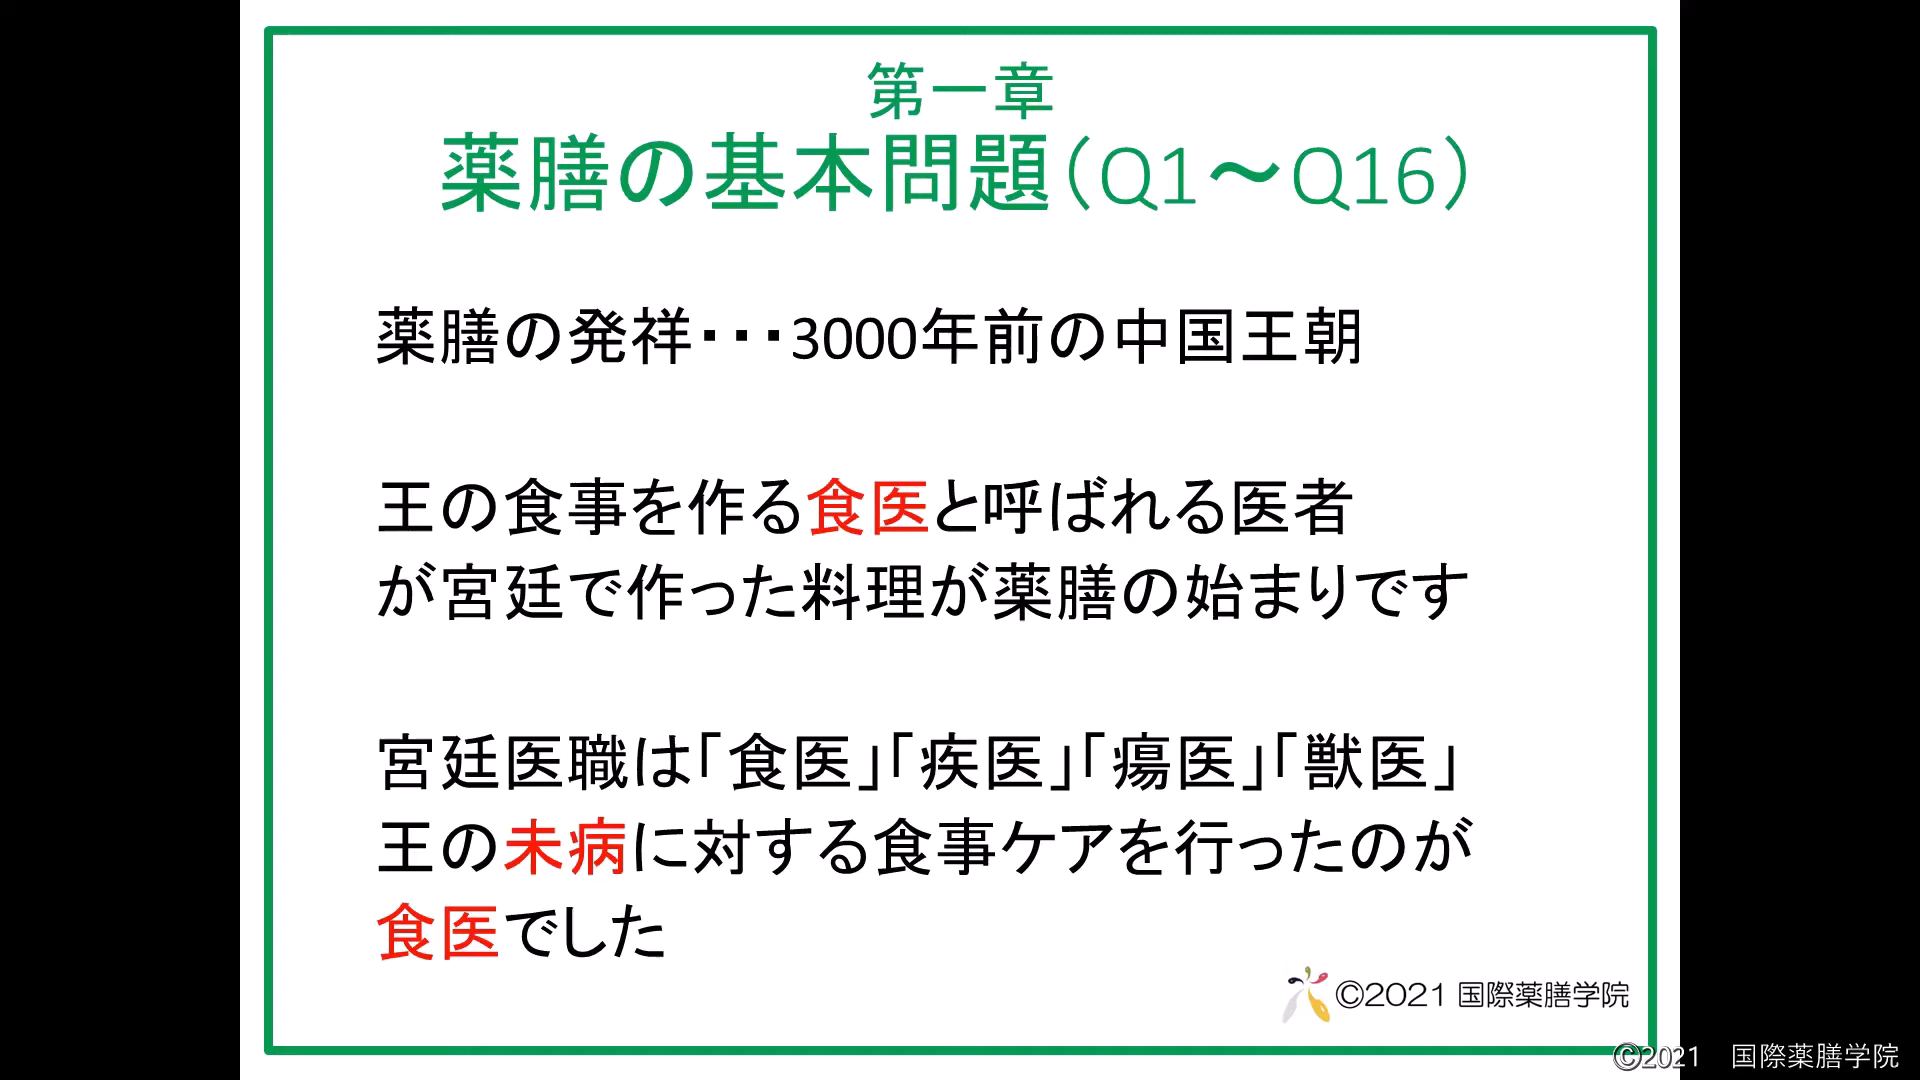 第一章
薬膳の基本問題（Q1～Q16）
薬膳の発祥・・・3000年前の中国王朝
王の食事を作る食医と呼ばれる医者
が宮廷で作った料理が薬膳の始まりです
宮廷医職は「食医」「疾医」「瘍医」「獣医」
王の未病に対する食事ケアを行ったのが
食医でした
©2021 国際薬膳学院
©2021　国際薬膳学院